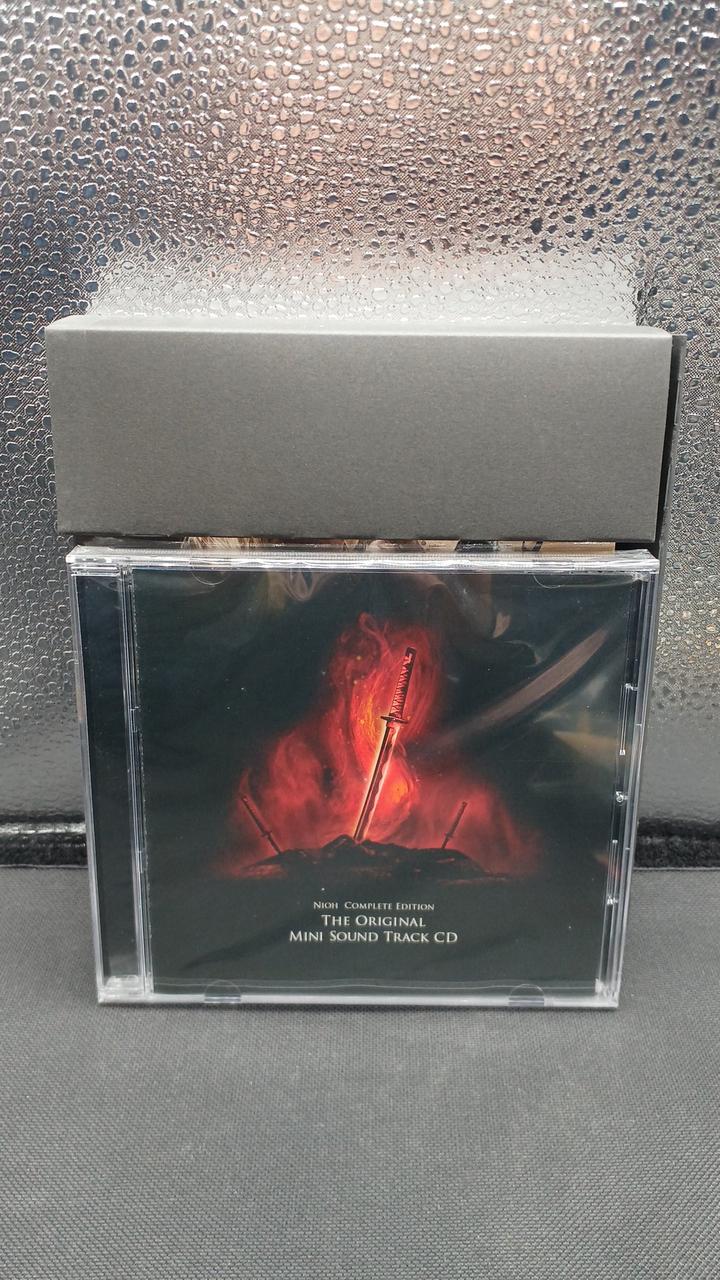 Nioh Complete Edition
The Original
Mini Sound Track CD